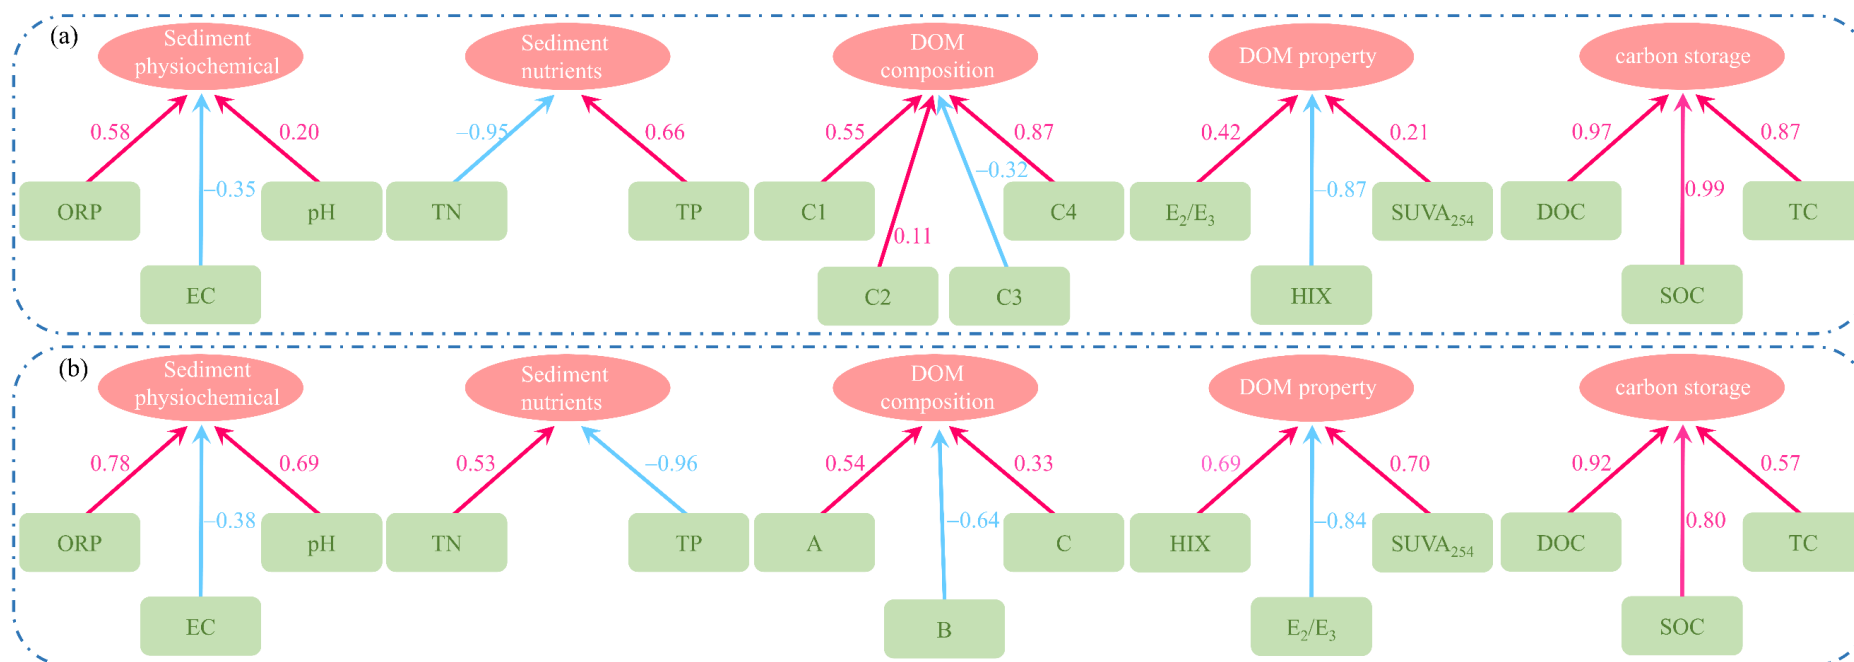 (a)
Sediment
physiochemical
Sediment
nutrients
DOM
composition
DOM property
carbon storage
0.58
0.20
−0.95
0.66
0.55
0.87
0.42
0.21
0.97
0.87
−0.35
−0.32
−0.87
0.99
ORP
pH
TN
TP
C1
C4
E2/E3
SUVA254
DOC
TC
0.11
EC
C2
C3
HIX
SOC
(b)
Sediment
physiochemical
Sediment
nutrients
DOM
composition
DOM property
carbon storage
0.78
0.69
0.53
−0.96
0.54
0.33
0.69
0.70
0.92
0.57
−0.38
−0.64
−0.84
0.80
ORP
pH
TN
TP
A
C
HIX
SUVA254
DOC
TC
EC
B
E2/E3
SOC